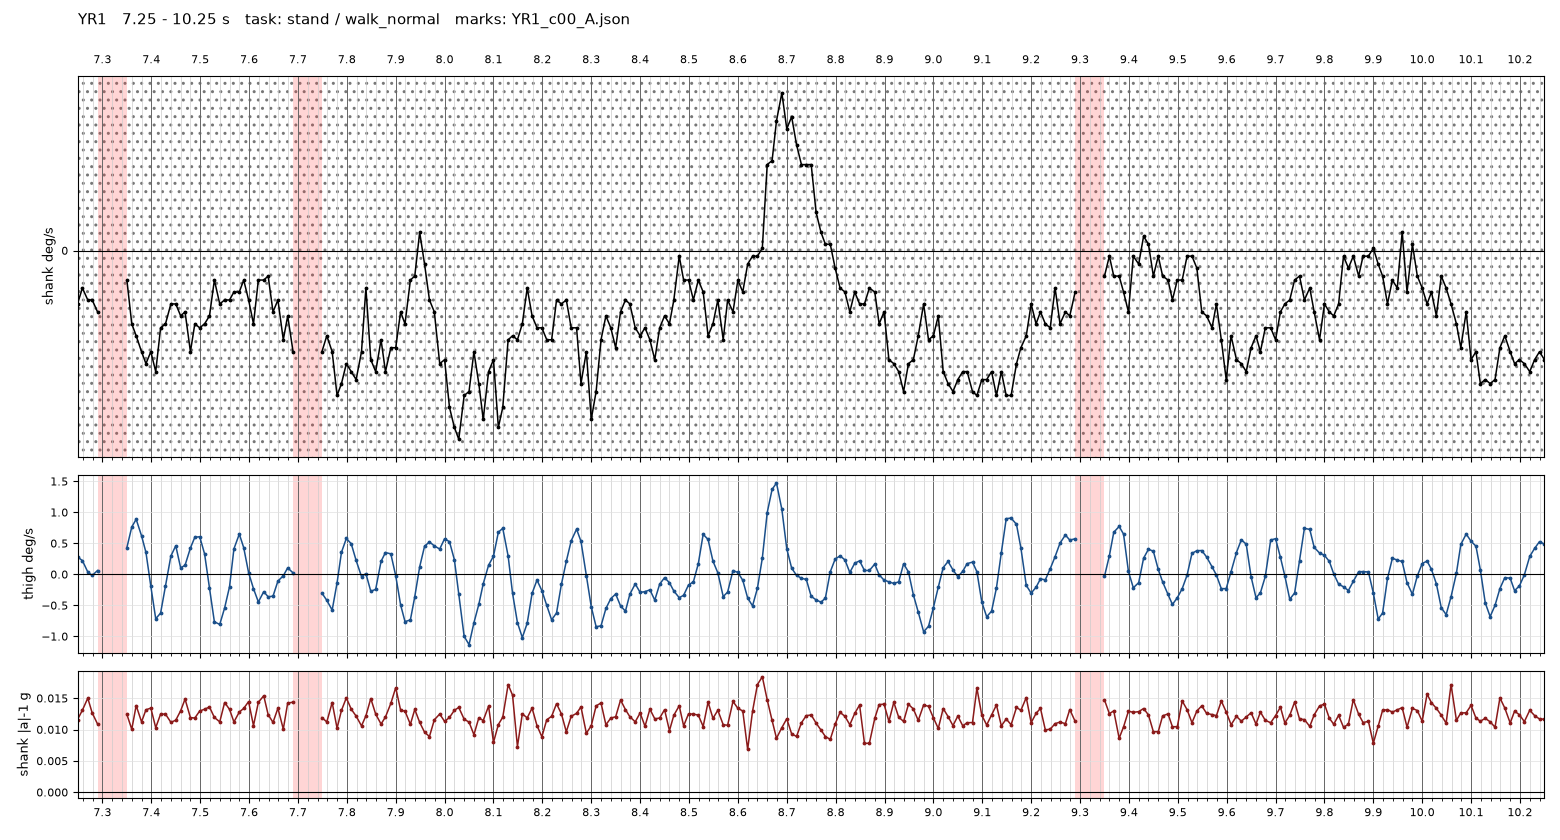 YR1   7.25 - 10.25 s   task: stand / walk_normal   marks: YR1_c00_A.json
7.3 7.4 7.5 7.6 7.7 7.8 7.9 8.0 8.1 8.2 8.3 8.4 8.5 8.6 8.7 8.8 8.9 9.0 9.1 9.2 9.3 9.4 9.5 9.6 9.7 9.8 9.9 10.0 10.1 10.2
shank deg/s
0
thigh deg/s
1.5
1.0
0.5
0.0
−0.5
−1.0
shank |a|-1 g
0.015
0.010
0.005
0.000
7.3 7.4 7.5 7.6 7.7 7.8 7.9 8.0 8.1 8.2 8.3 8.4 8.5 8.6 8.7 8.8 8.9 9.0 9.1 9.2 9.3 9.4 9.5 9.6 9.7 9.8 9.9 10.0 10.1 10.2